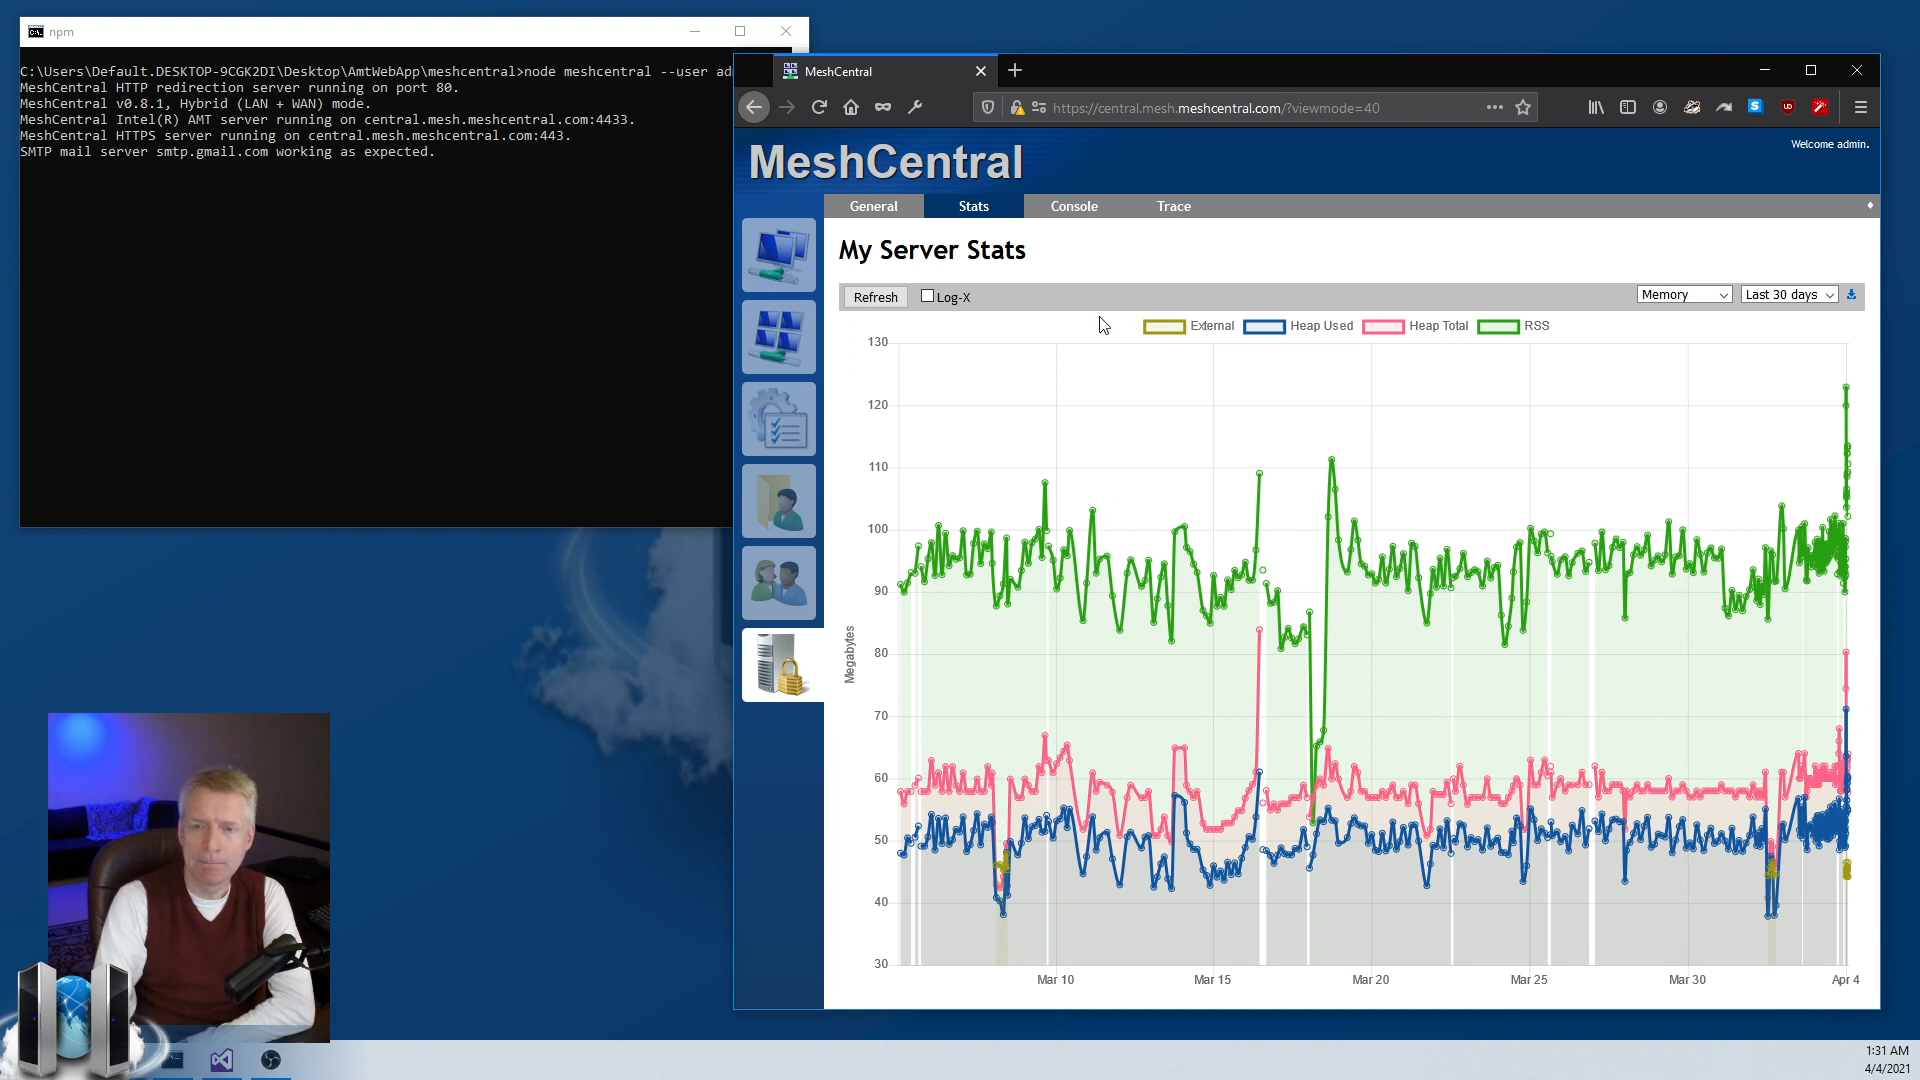 npm
C:\Users\Default.DESKTOP-9CGK2DI\Desktop\AmtWebApp\meshcentral>node meshcentral --user ad
MeshCentral HTTP redirection server running on port 80.
MeshCentral v0.8.1, Hybrid (LAN + WAN) mode.
MeshCentral Intel(R) AMT server running on central.mesh.meshcentral.com:4433.
MeshCentral HTTPS server running on central.mesh.meshcentral.com:443.
SMTP mail server smtp.gmail.com working as expected.
MeshCentral
https://central.mesh.meshcentral.com/?viewmode=40
MeshCentral
Welcome admin.
General Stats Console Trace
My Server Stats
Refresh Log-X Memory Last 30 days
External Heap Used Heap Total RSS
130
120
110
100
90
80
70
60
50
40
30
Megabytes
Mar 10 Mar 15 Mar 20 Mar 25 Mar 30 Apr 4
1:31 AM
4/4/2021